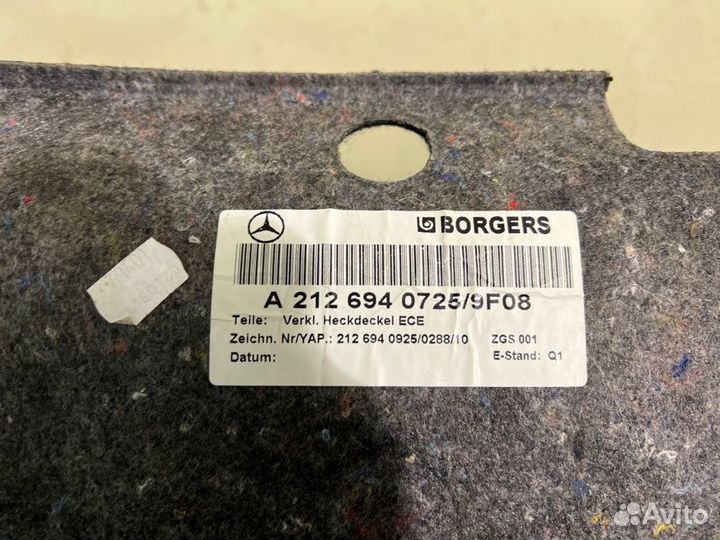 BORGERS
A 212 694 0725/9F08
Teile: Verkl. Heckdeckel ECE
Zeichn. Nr/YAP.: 212 694 0925/0288/10 ZGS 001
Datum: E-Stand: Q1
Avito